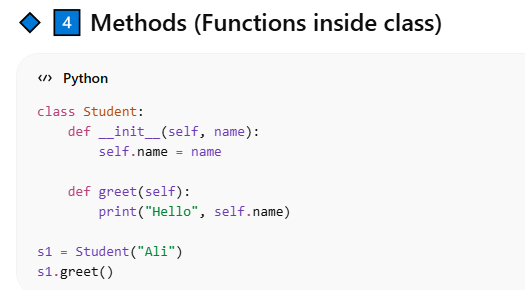 4 Methods (Functions inside class)
</> Python
class Student:
    def __init__(self, name):
        self.name = name
    def greet(self):
        print("Hello", self.name)
s1 = Student("Ali")
s1.greet()